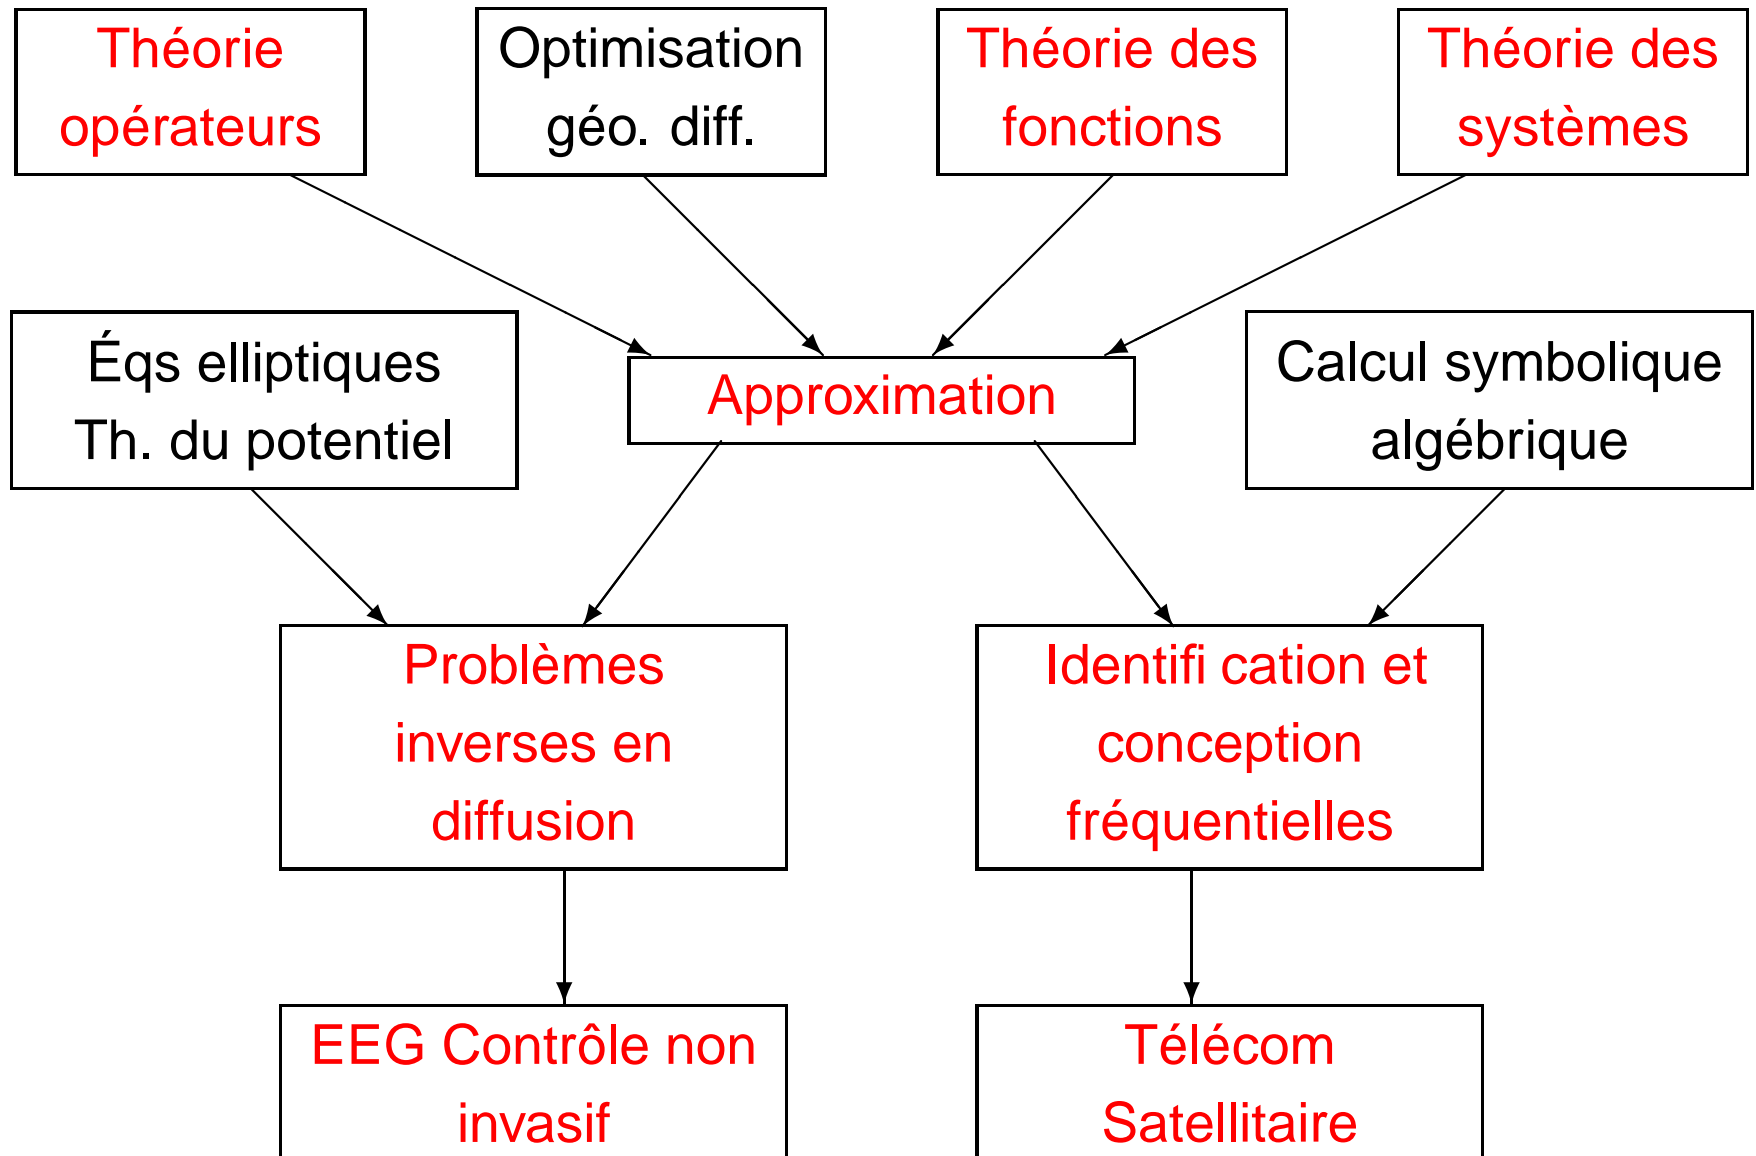 Théorie
opérateurs
Optimisation
géo. diff.
Théorie des
fonctions
Théorie des
systèmes
Éqs elliptiques
Th. du potentiel
Approximation
Calcul symbolique
algébrique
Problèmes
inverses en
diffusion
Identifi cation et
conception
fréquentielles
EEG Contrôle non
invasif
Télécom
Satellitaire